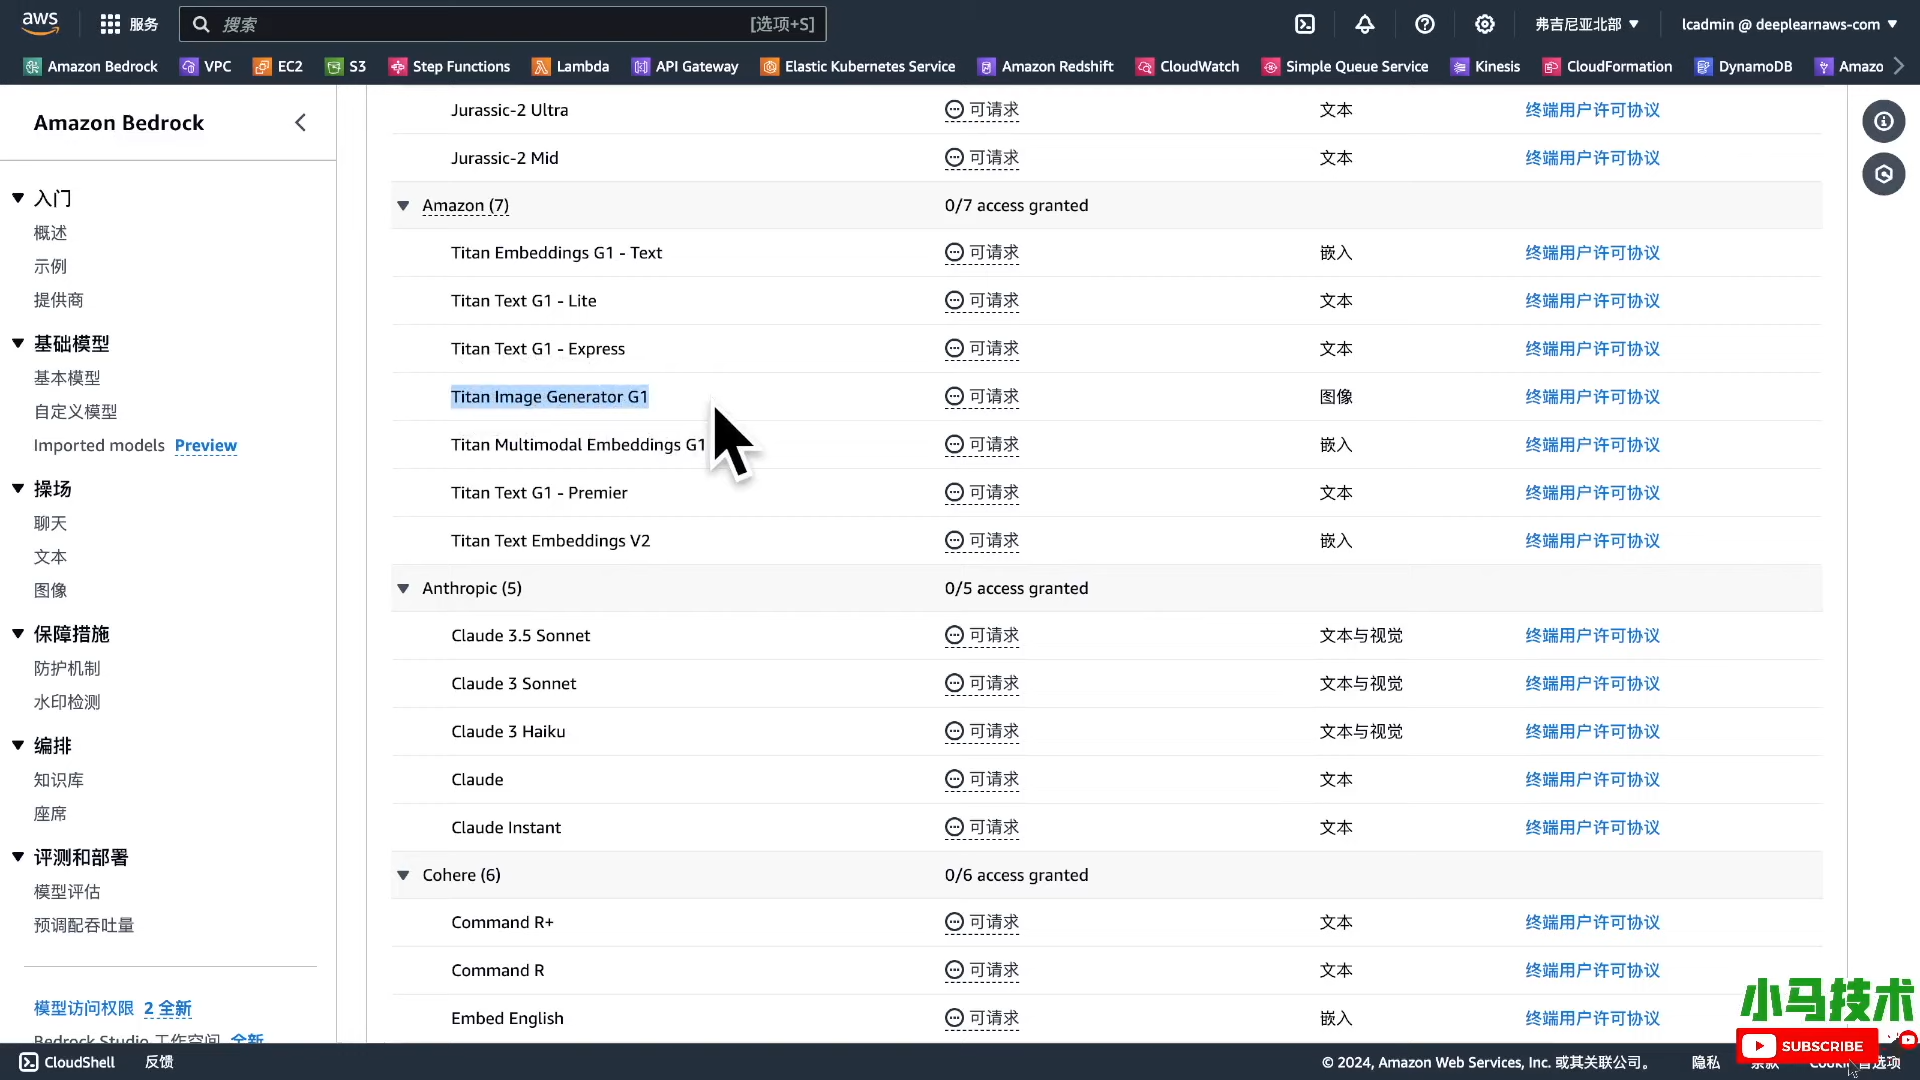 aws 服务 搜索 [选项+S] 弗吉尼亚北部 lcadmin @ deeplearnaws-com
Amazon Bedrock VPC EC2 S3 Step Functions Lambda API Gateway Elastic Kubernetes Service Amazon Redshift CloudWatch Simple Queue Service Kinesis CloudFormation DynamoDB Amazo
Amazon Bedrock
入门
概述
示例
提供商
基础模型
基本模型
自定义模型
Imported models Preview
操场
聊天
文本
图像
保障措施
防护机制
水印检测
编排
知识库
座席
评测和部署
模型评估
预调配吞吐量
模型访问权限 2 全新
Bedrock Studio 工作空间 全新
Jurassic-2 Ultra 可请求 文本 终端用户许可协议
Jurassic-2 Mid 可请求 文本 终端用户许可协议
Amazon (7) 0/7 access granted
Titan Embeddings G1 - Text 可请求 嵌入 终端用户许可协议
Titan Text G1 - Lite 可请求 文本 终端用户许可协议
Titan Text G1 - Express 可请求 文本 终端用户许可协议
Titan Image Generator G1 可请求 图像 终端用户许可协议
Titan Multimodal Embeddings G1 可请求 嵌入 终端用户许可协议
Titan Text G1 - Premier 可请求 文本 终端用户许可协议
Titan Text Embeddings V2 可请求 嵌入 终端用户许可协议
Anthropic (5) 0/5 access granted
Claude 3.5 Sonnet 可请求 文本与视觉 终端用户许可协议
Claude 3 Sonnet 可请求 文本与视觉 终端用户许可协议
Claude 3 Haiku 可请求 文本与视觉 终端用户许可协议
Claude 可请求 文本 终端用户许可协议
Claude Instant 可请求 文本 终端用户许可协议
Cohere (6) 0/6 access granted
Command R+ 可请求 文本 终端用户许可协议
Command R 可请求 文本 终端用户许可协议
Embed English 可请求 嵌入 终端用户许可协议
小马技术
SUBSCRIBE
CloudShell 反馈 © 2024, Amazon Web Services, Inc. 或其关联公司。 隐私 条款